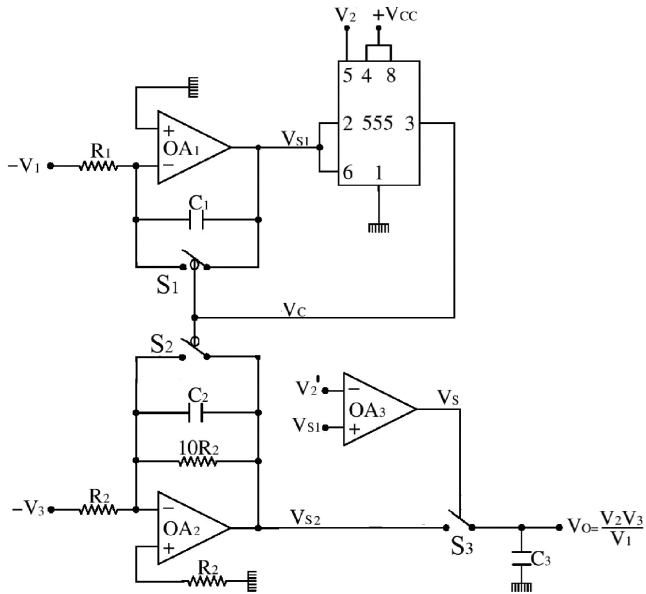 V2 +VCC
5 4 8
2 555 3
6 1
+
OA1
−
−V1 R1
VS1
C1
S1
VC
S2
C2
10R2
−V3 R2
−
OA2
+
R2
VS2
V2'
−
OA3
+
VS1
VS
S3
C3
VO=V2V3/V1